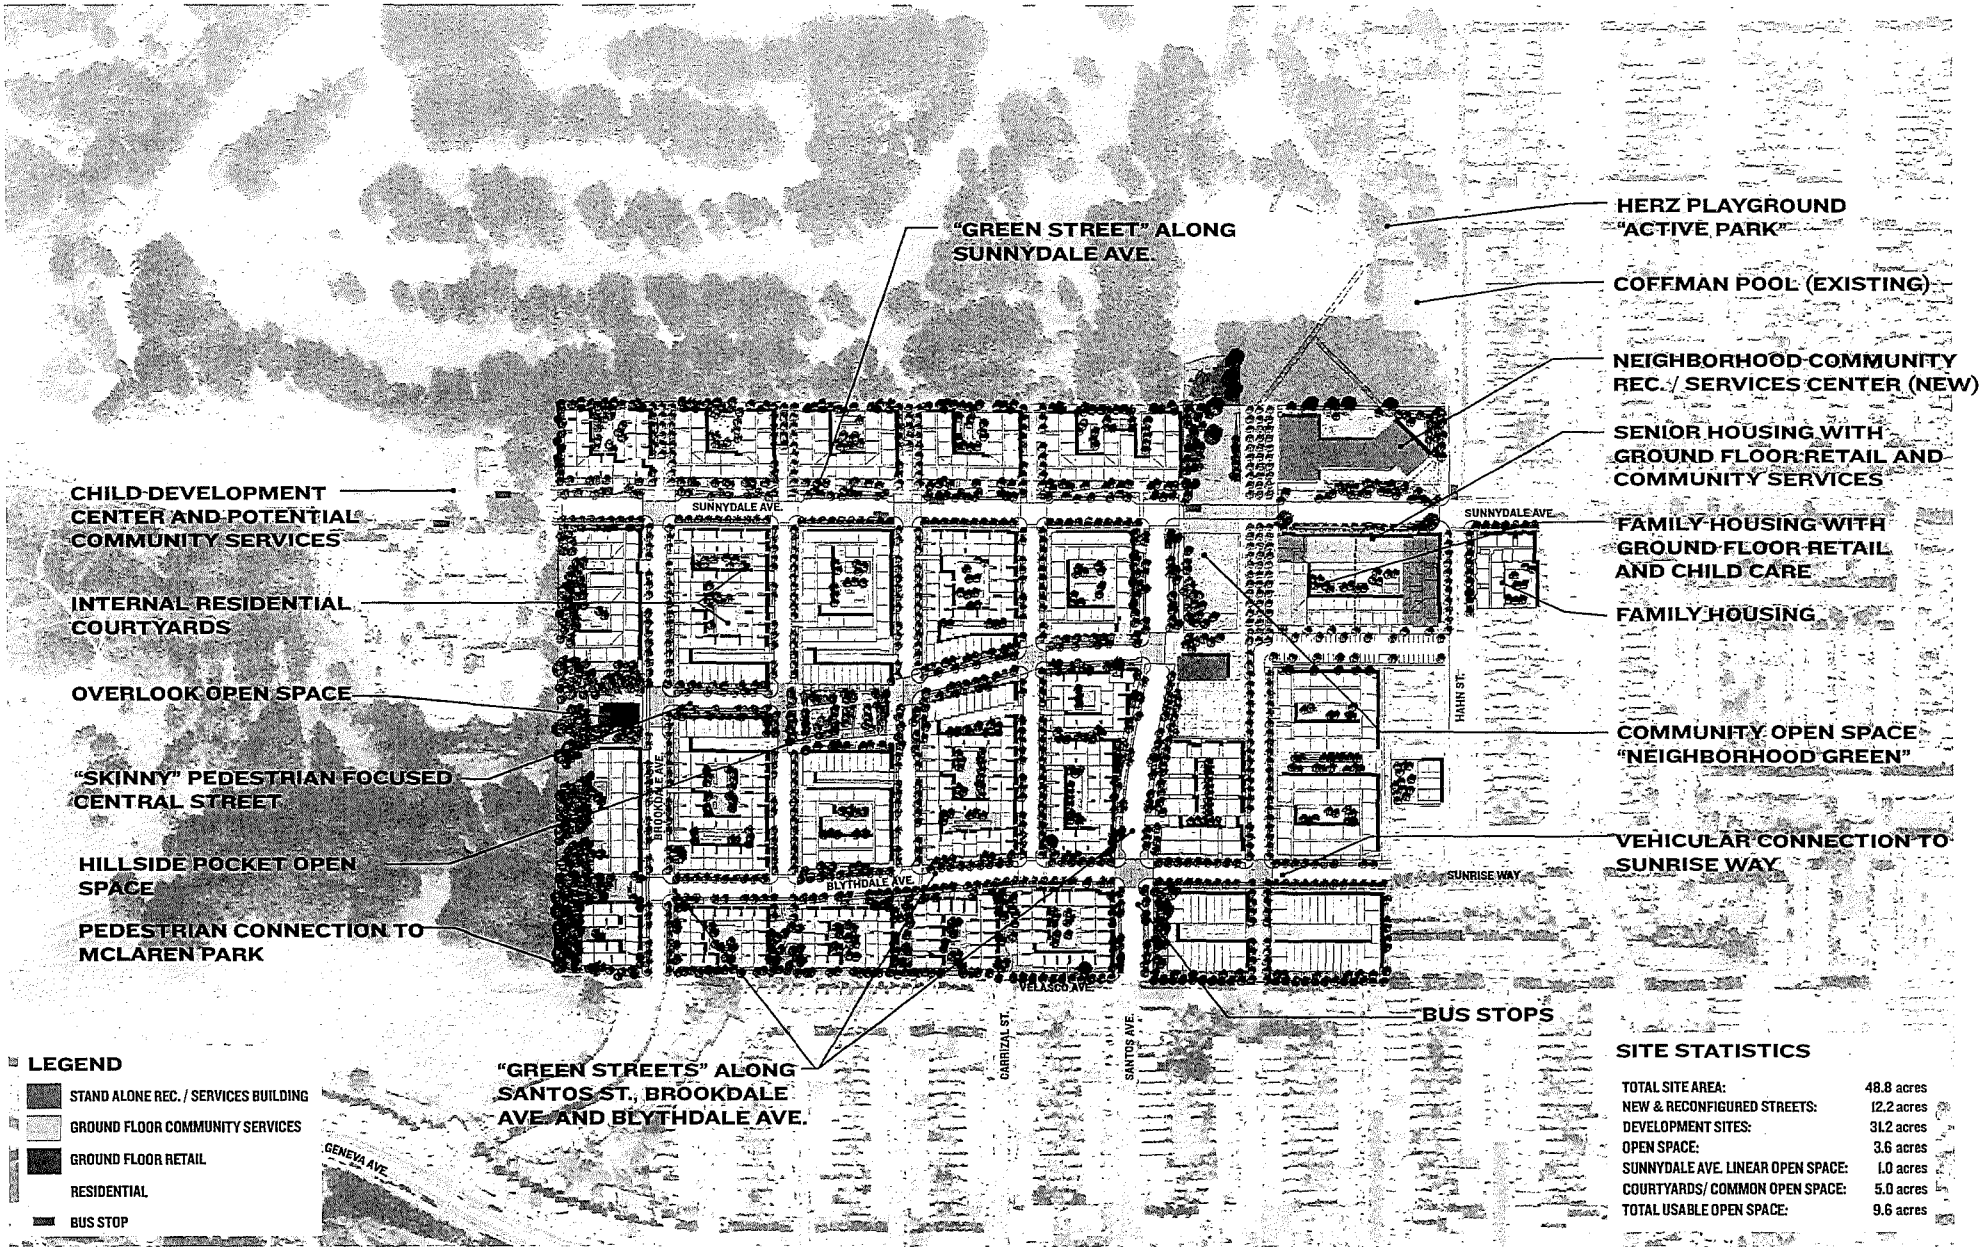 "GREEN STREET" ALONG
SUNNYDALE AVE.
HERZ PLAYGROUND
"ACTIVE PARK"
COFFMAN POOL (EXISTING)
NEIGHBORHOOD COMMUNITY
REC. / SERVICES CENTER (NEW)
SENIOR HOUSING WITH
GROUND FLOOR RETAIL AND
COMMUNITY SERVICES
FAMILY HOUSING WITH
GROUND FLOOR RETAIL
AND CHILD CARE
FAMILY HOUSING
COMMUNITY OPEN SPACE
"NEIGHBORHOOD GREEN"
VEHICULAR CONNECTION TO
SUNRISE WAY
CHILD DEVELOPMENT
CENTER AND POTENTIAL
COMMUNITY SERVICES
INTERNAL RESIDENTIAL
COURTYARDS
OVERLOOK OPEN SPACE
"SKINNY" PEDESTRIAN FOCUSED
CENTRAL STREET
HILLSIDE POCKET OPEN
SPACE
PEDESTRIAN CONNECTION TO
MCLAREN PARK
SUNNYDALE AVE.
SUNNYDALE AVE.
HAHN ST.
BROOKDALE AVE.
BLYTHDALE AVE.
SUNRISE WAY
VELASCO AVE.
CARRIZAL ST.
SANTOS AVE.
BUS STOPS
"GREEN STREETS" ALONG
SANTOS ST., BROOKDALE
AVE. AND BLYTHDALE AVE.
GENEVA AVE.
LEGEND
STAND ALONE REC. / SERVICES BUILDING
GROUND FLOOR COMMUNITY SERVICES
GROUND FLOOR RETAIL
RESIDENTIAL
BUS STOP
SITE STATISTICS
TOTAL SITE AREA: 48.8 acres
NEW & RECONFIGURED STREETS: 12.2 acres
DEVELOPMENT SITES: 31.2 acres
OPEN SPACE: 3.6 acres
SUNNYDALE AVE. LINEAR OPEN SPACE: 1.0 acres
COURTYARDS/ COMMON OPEN SPACE: 5.0 acres
TOTAL USABLE OPEN SPACE: 9.6 acres